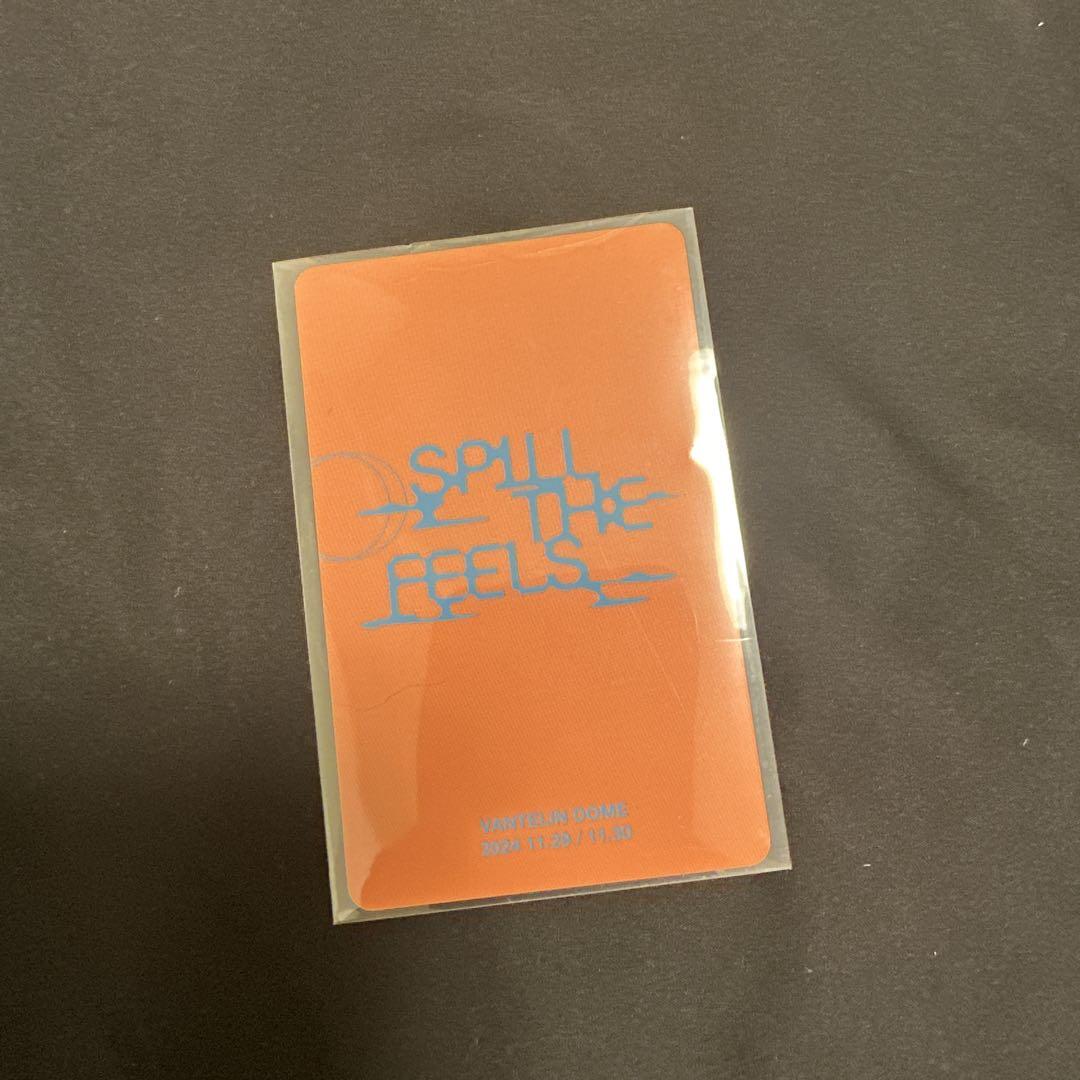 SPILL
THE
FEELS
VANTELIN DOME
2024.11.29 / 11.30